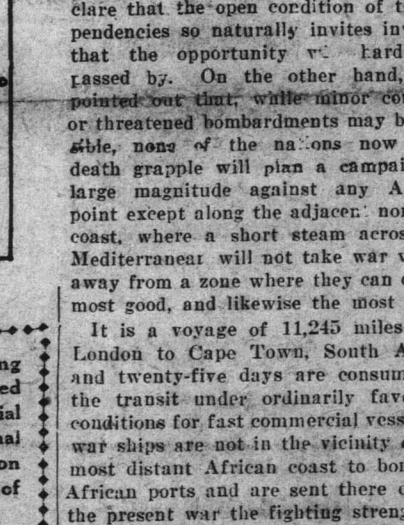 clare that the open condition of t
pendencies so naturally invites in
that the opportunity hard
passed by. On the other hand,
pointed out that, while minor co
or threatened bombardments may b
sible, none of the nations now
death grapple will plan a campai
large magnitude against any A
point except along the adjacent nor
coast, where a short steam acros
Mediterranean will not take war v
away from a zone where they can
most good, and likewise the most
It is a voyage of 11,245 miles
London to Cape Town, South A
and twenty-five days are consum
the transit under ordinarily fav
conditions for fast commercial vess
war ships are not in the vicinity
most distant African coast to bo
African ports and are sent there
the present war the fighting streng
ng
ed
ial
nal
on
of